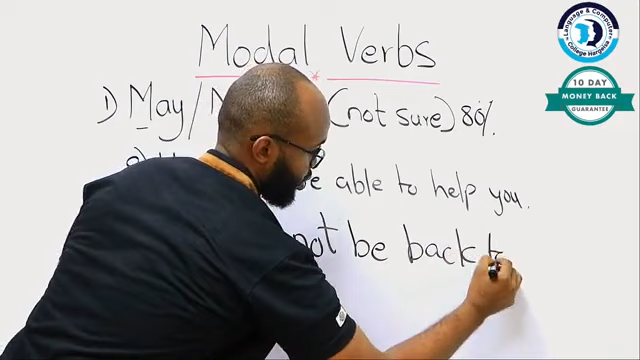 Modal Verbs
1) May/ (not sure) 80%.
able to help you.
not be back
Language & Computer
College Hargeisa
10 DAY
MONEY BACK
GUARANTEE